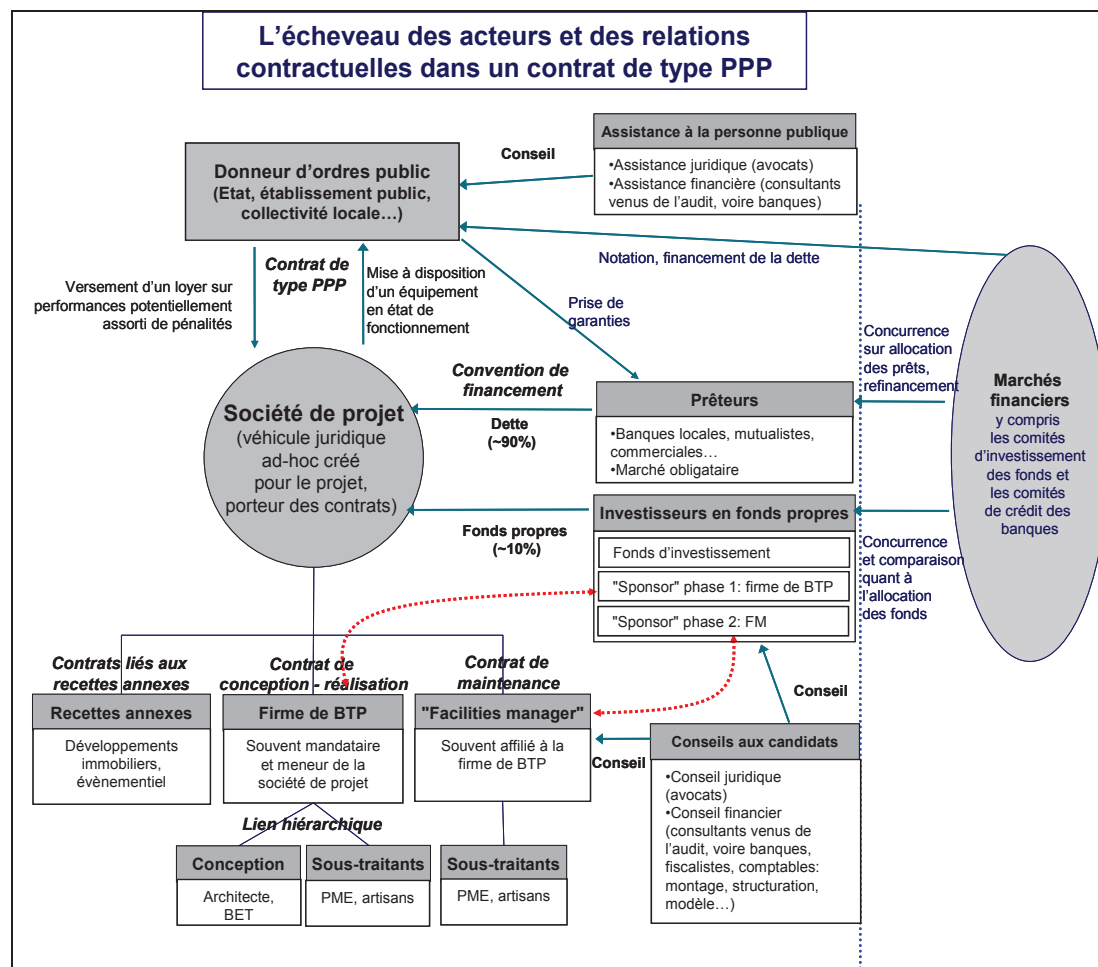 L'écheveau des acteurs et des relations
contractuelles dans un contrat de type PPP
Assistance à la personne publique
•Assistance juridique (avocats)
•Assistance financière (consultants
venus de l'audit, voire banques)
Conseil
Donneur d'ordres public
(Etat, établissement public,
collectivité locale…)
Notation, financement de la dette
Contrat de
type PPP
Versement d'un loyer sur
performances potentiellement
assorti de pénalités
Mise à disposition
d'un équipement
en état de
fonctionnement
Prise de
garanties
Concurrence
sur allocation
des prêts,
refinancement
Marchés
financiers
y compris
les comités
d'investissement
des fonds et
les comités
de crédit des
banques
Société de projet
(véhicule juridique
ad-hoc créé
pour le projet,
porteur des contrats)
Convention de
financement
Dette
(~90%)
Prêteurs
•Banques locales, mutualistes,
commerciales…
•Marché obligataire
Fonds propres
(~10%)
Investisseurs en fonds propres
Fonds d'investissement
"Sponsor" phase 1: firme de BTP
"Sponsor" phase 2: FM
Concurrence
et comparaison
quant à
l'allocation
des fonds
Contrats liés aux
recettes annexes
Contrat de
conception - réalisation
Contrat de
maintenance
Conseil
Recettes annexes
Développements
immobiliers,
évènementiel
Firme de BTP
Souvent mandataire
et meneur de la
société de projet
"Facilities manager"
Souvent affilié à la
firme de BTP
Conseil
Conseils aux candidats
•Conseil juridique
(avocats)
•Conseil financier
(consultants venus de
l'audit, voire banques,
fiscalistes, comptables:
montage, structuration,
modèle…)
Lien hiérarchique
Conception
Architecte,
BET
Sous-traitants
PME, artisans
Sous-traitants
PME, artisans